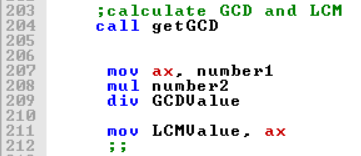 203 ;calculate GCD and LCM
204 call getGCD
205
206
207 mov ax, number1
208 mul number2
209 div GCDValue
210
211 mov LCMValue, ax
212 ;;